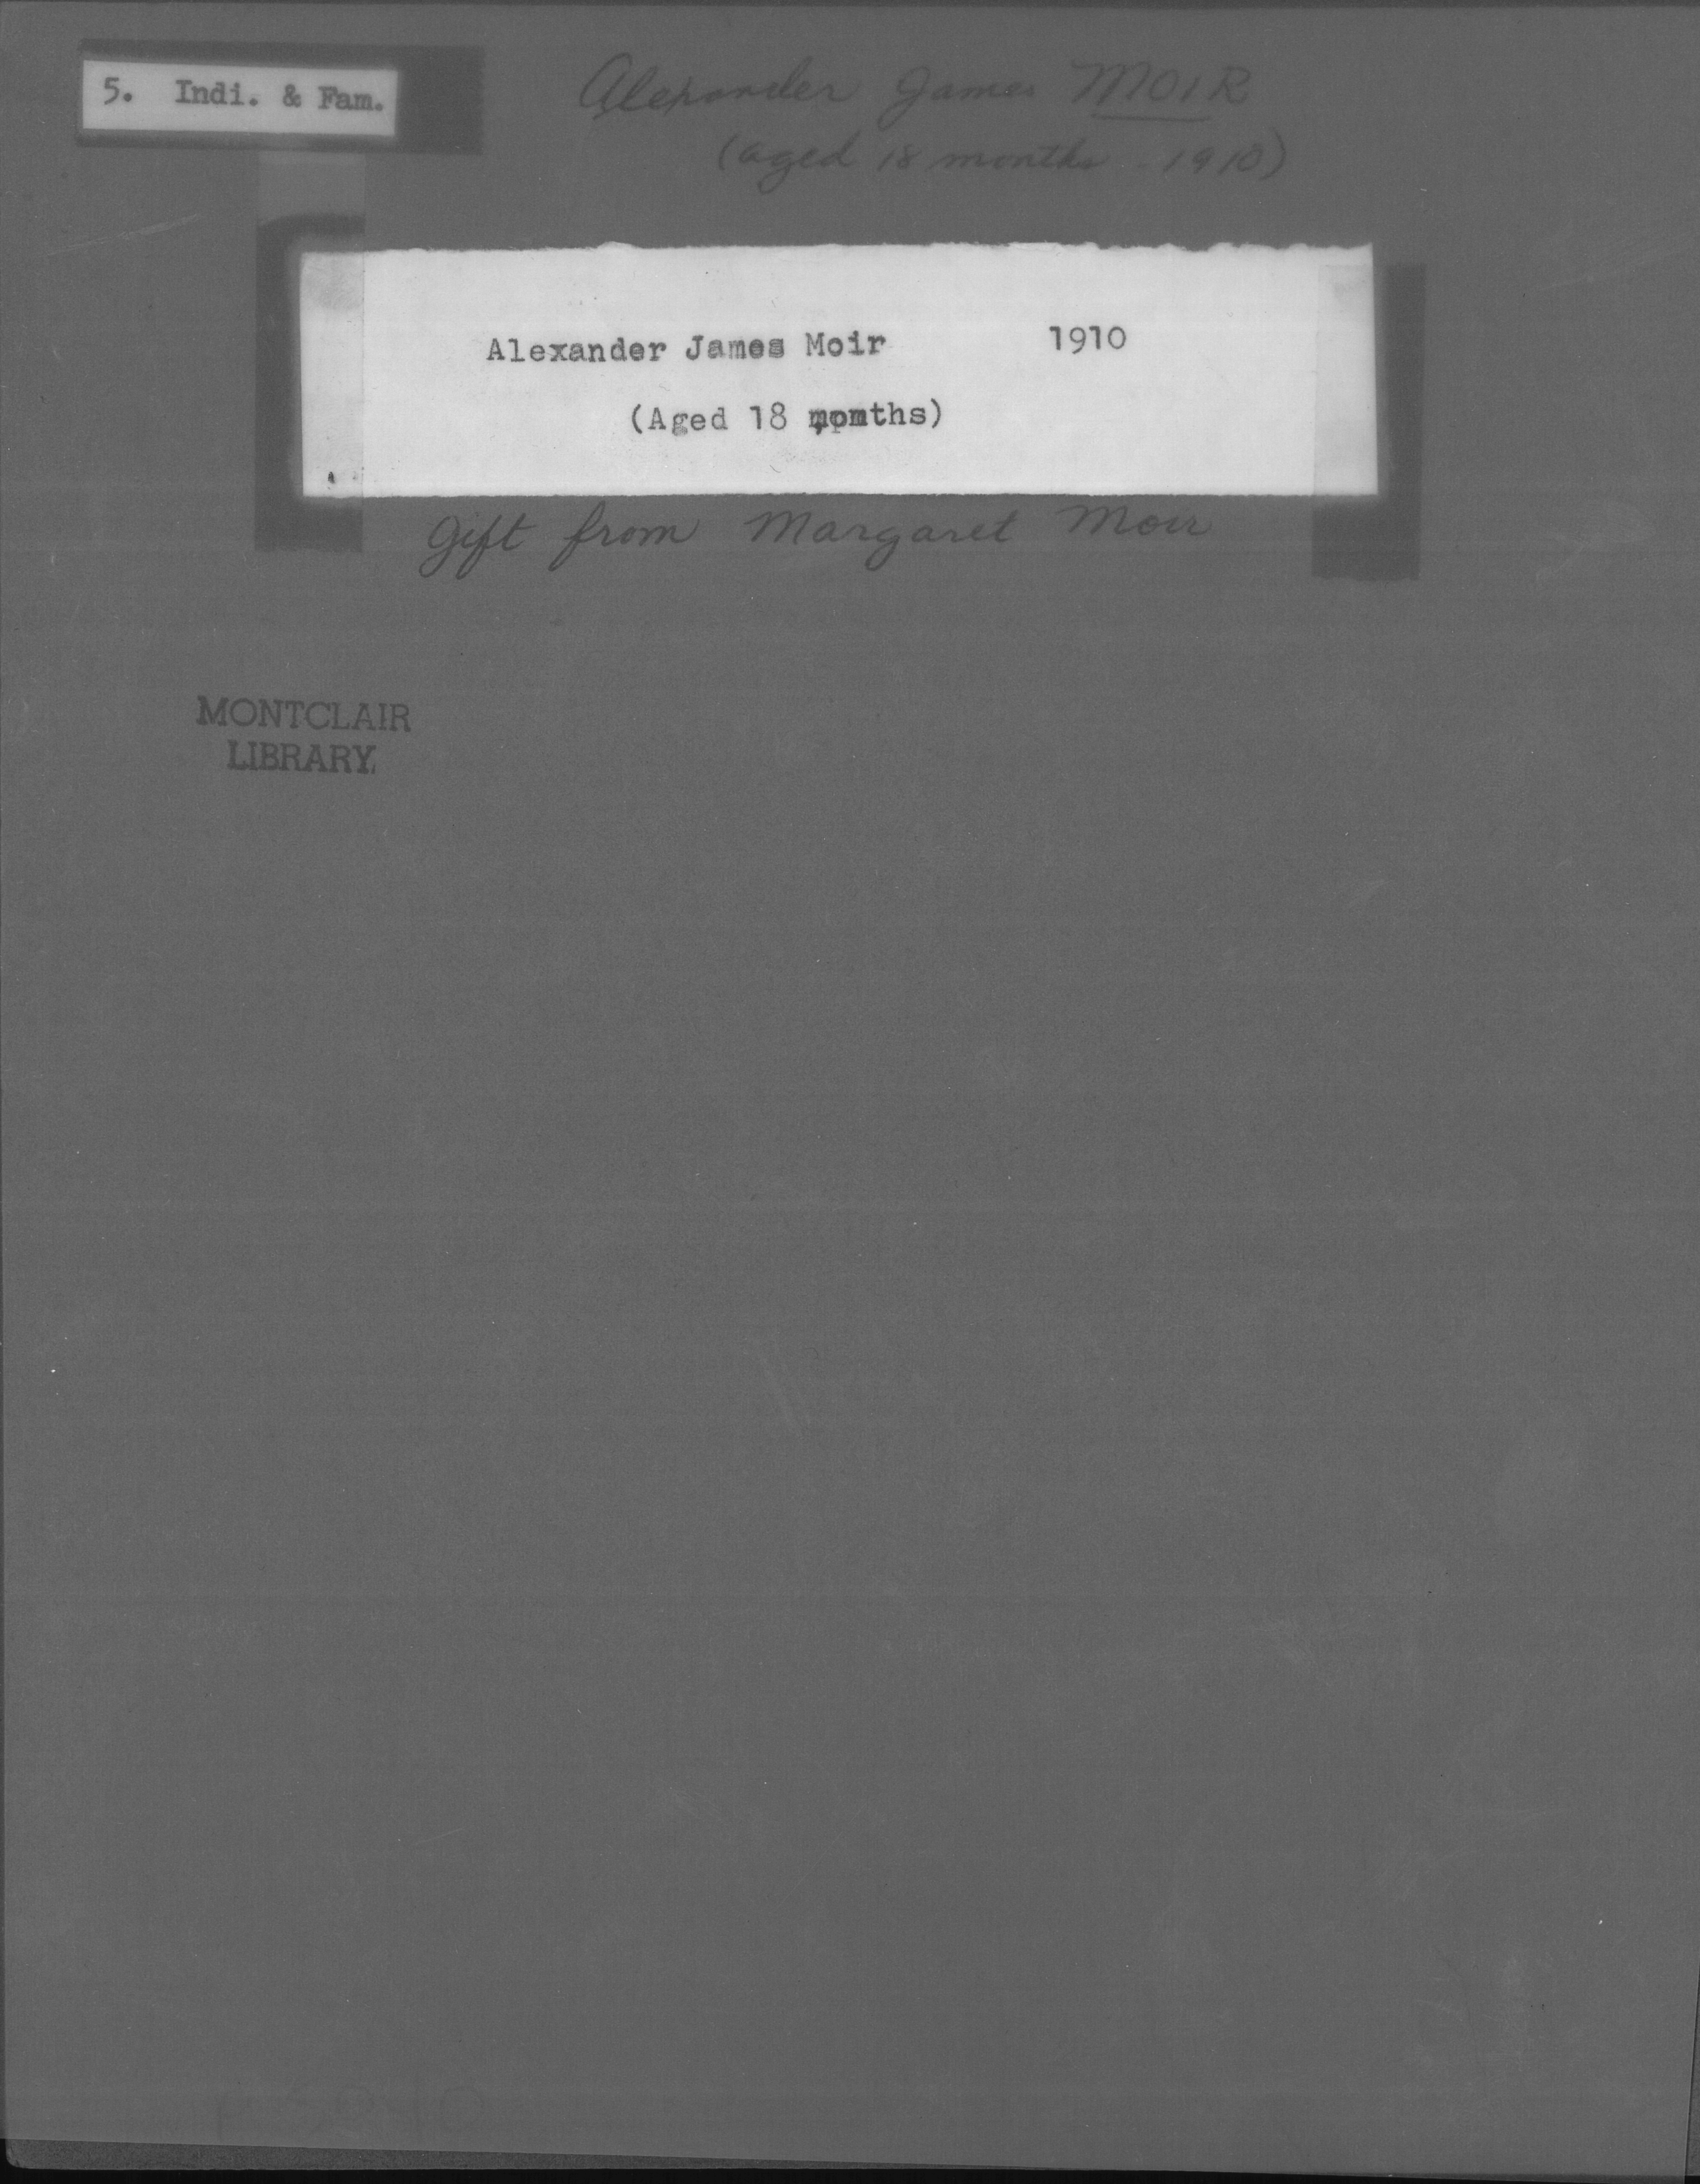 5. Indi. & Fam.
Alexander James MOIR
(aged 18 months - 1910)
Alexander James Moir 1910
(Aged 18 months)
Gift from Margaret Moir
MONTCLAIR
LIBRARY